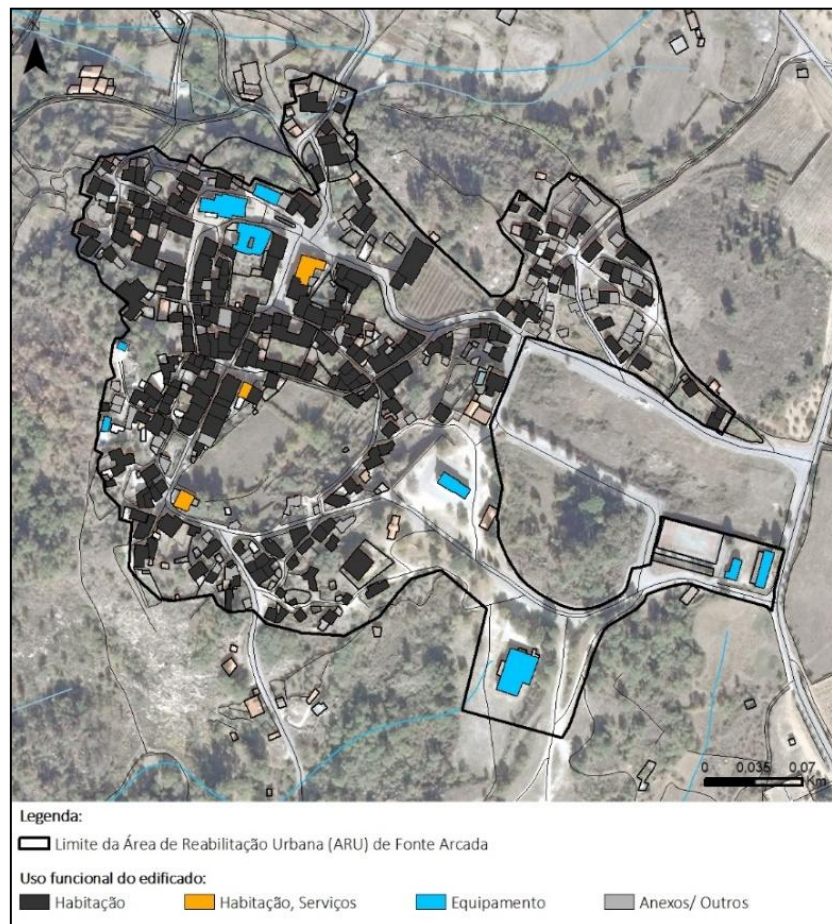 0 0,035 0,07
Km
Legenda:
Limite da Área de Reabilitação Urbana (ARU) de Fonte Arcada
Uso funcional do edificado:
Habitação Habitação, Serviços Equipamento Anexos/ Outros